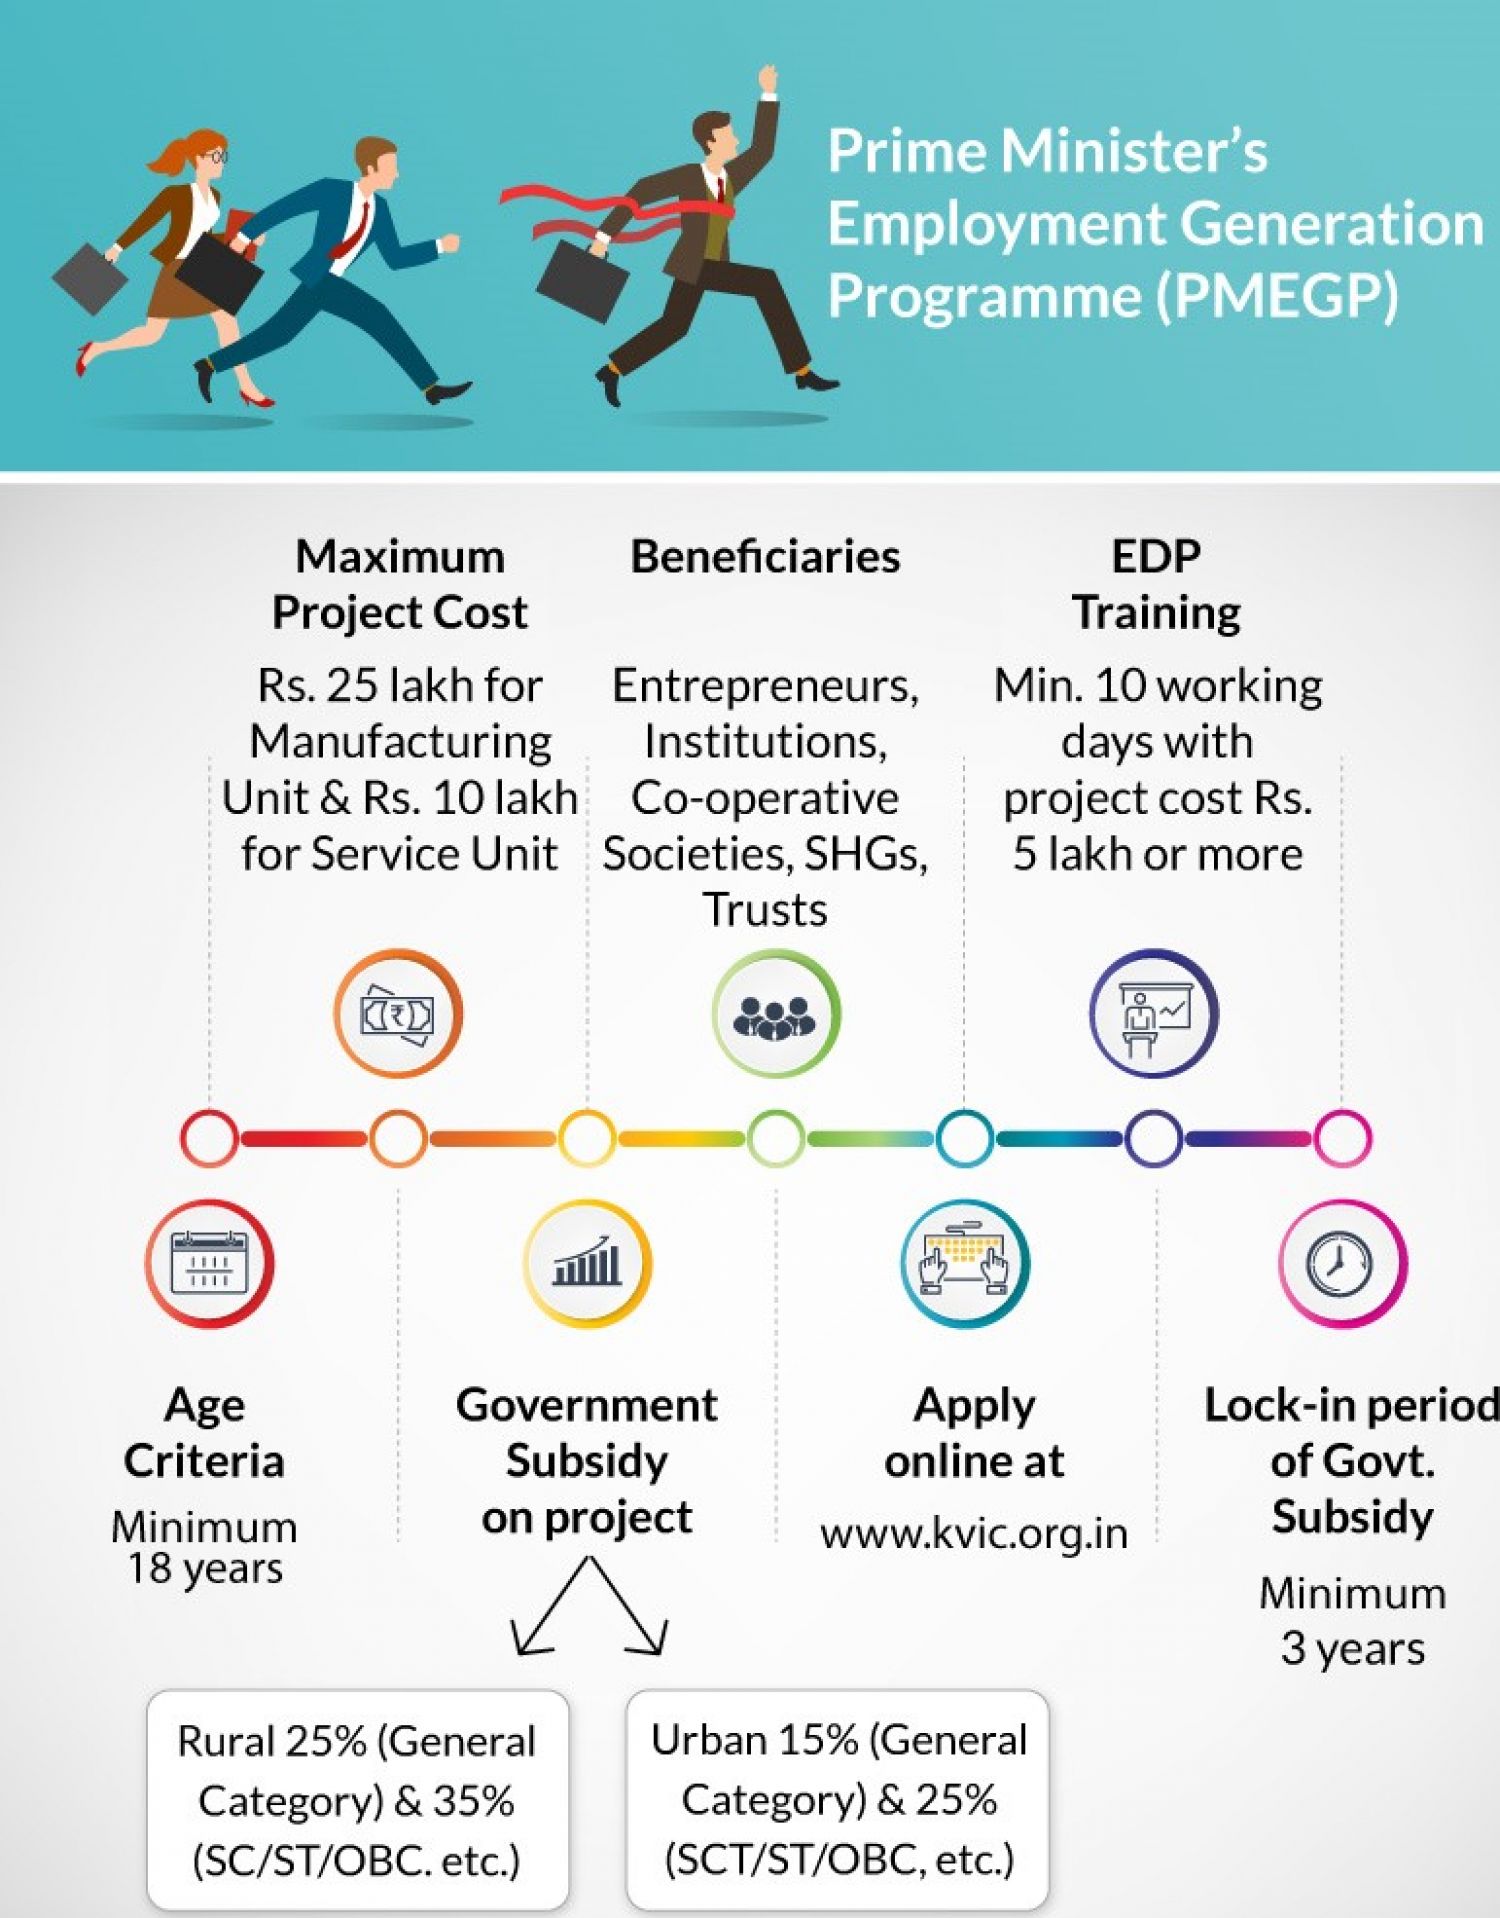 Prime Minister's
Employment Generation
Programme (PMEGP)
Maximum
Project Cost
Rs. 25 lakh for
Manufacturing
Unit & Rs. 10 lakh
for Service Unit
Beneficiaries
Entrepreneurs,
Institutions,
Co-operative
Societies, SHGs,
Trusts
EDP
Training
Min. 10 working
days with
project cost Rs.
5 lakh or more
₹
Age
Criteria
Minimum
18 years
Government
Subsidy
on project
Apply
online at
www.kvic.org.in
Lock-in period
of Govt.
Subsidy
Minimum
3 years
Rural 25% (General
Category) & 35%
(SC/ST/OBC. etc.)
Urban 15% (General
Category) & 25%
(SCT/ST/OBC, etc.)